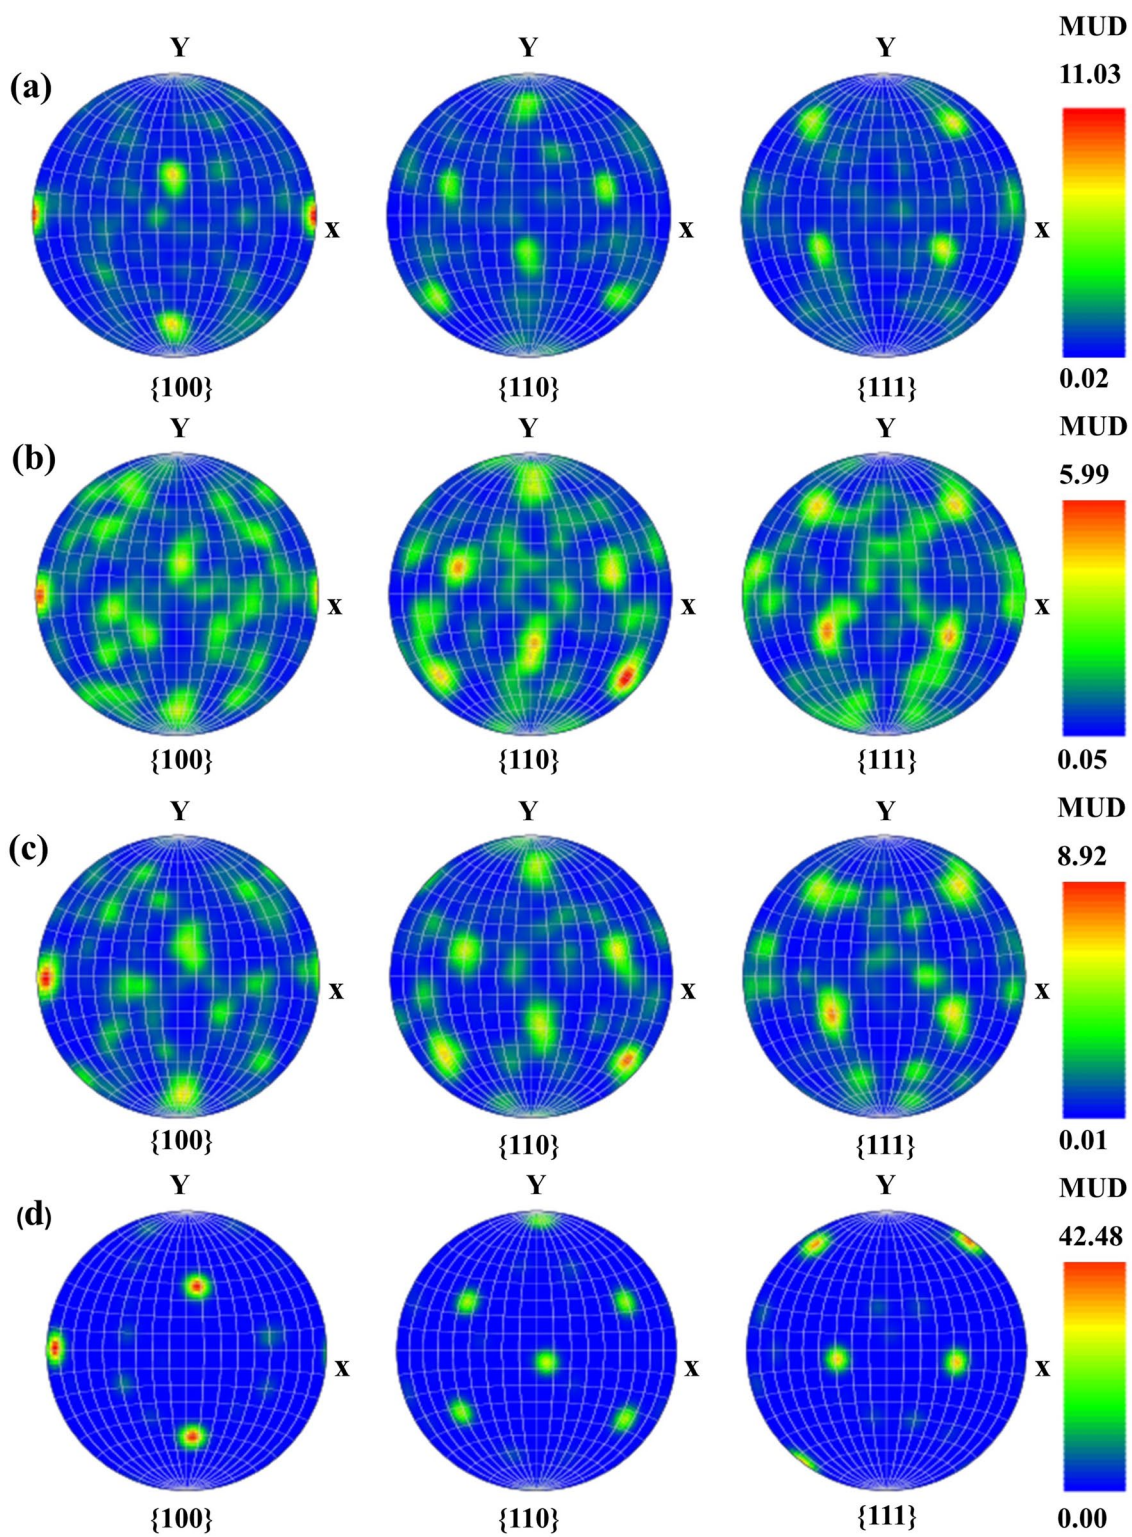 MUD
Y Y Y
(a) 11.03
x x x
{100} {110} {111} 0.02
Y Y Y MUD
(b) 5.99
x x x
{100} {110} {111} 0.05
Y Y Y MUD
(c) 8.92
x x x
{100} {110} {111} 0.01
Y Y Y MUD
(d) 42.48
x x x
{100} {110} {111} 0.00